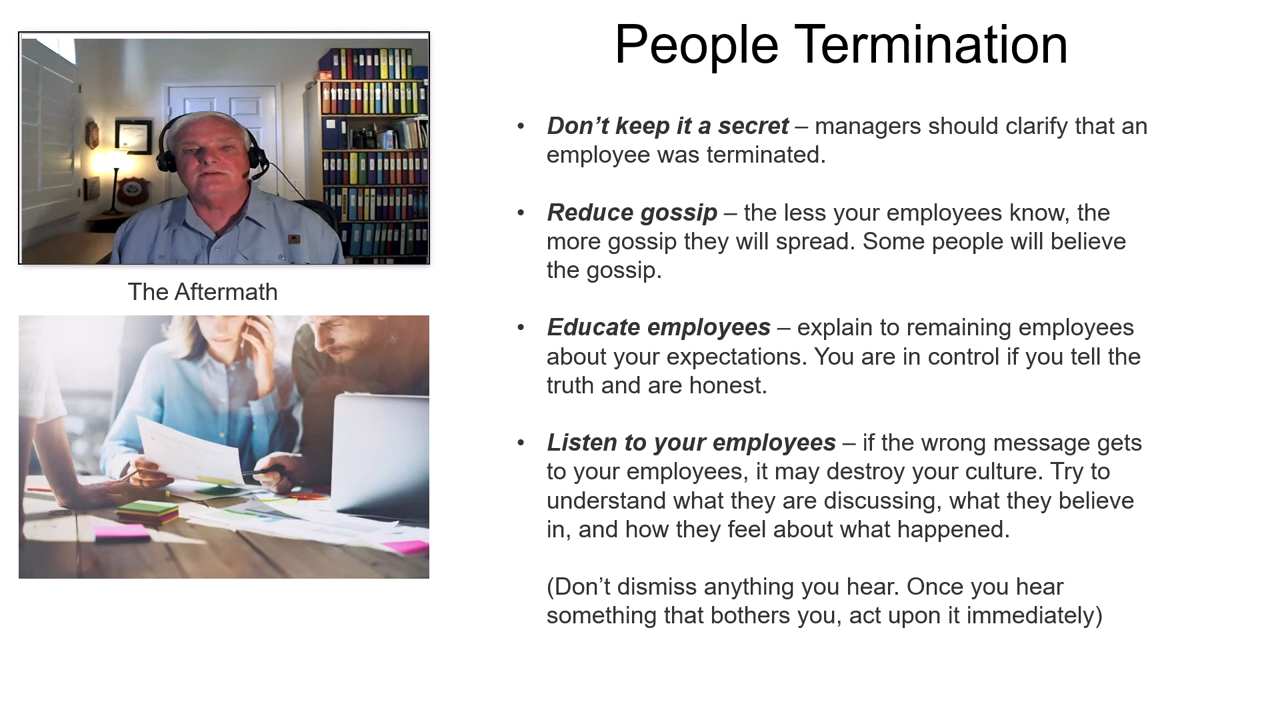 People Termination
• Don’t keep it a secret – managers should clarify that an
employee was terminated.
• Reduce gossip – the less your employees know, the
more gossip they will spread. Some people will believe
the gossip.
• Educate employees – explain to remaining employees
about your expectations. You are in control if you tell the
truth and are honest.
• Listen to your employees – if the wrong message gets
to your employees, it may destroy your culture. Try to
understand what they are discussing, what they believe
in, and how they feel about what happened.
(Don’t dismiss anything you hear. Once you hear
something that bothers you, act upon it immediately)
The Aftermath